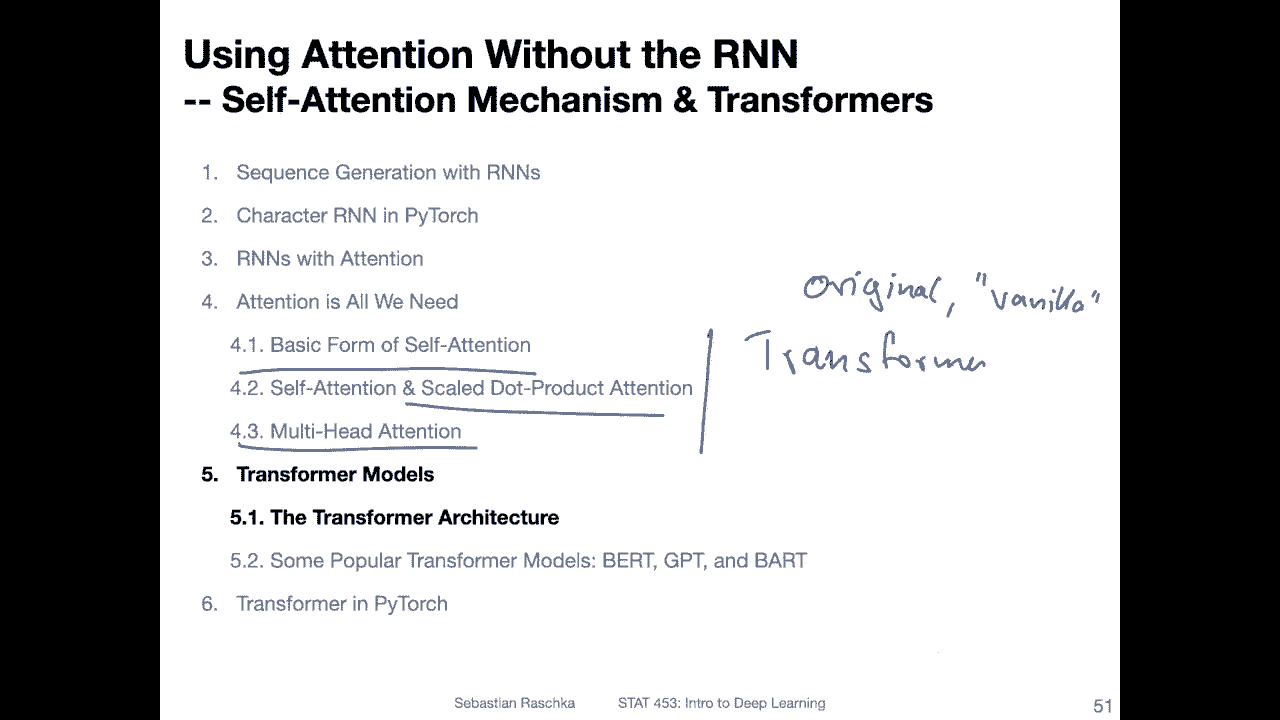 Using Attention Without the RNN
-- Self-Attention Mechanism & Transformers
1. Sequence Generation with RNNs
2. Character RNN in PyTorch
3. RNNs with Attention
4. Attention is All We Need
4.1. Basic Form of Self-Attention
4.2. Self-Attention & Scaled Dot-Product Attention
4.3. Multi-Head Attention
5. Transformer Models
5.1. The Transformer Architecture
5.2. Some Popular Transformer Models: BERT, GPT, and BART
6. Transformer in PyTorch
Original, "vanilla"
Transformer
Sebastian Raschka STAT 453: Intro to Deep Learning 51